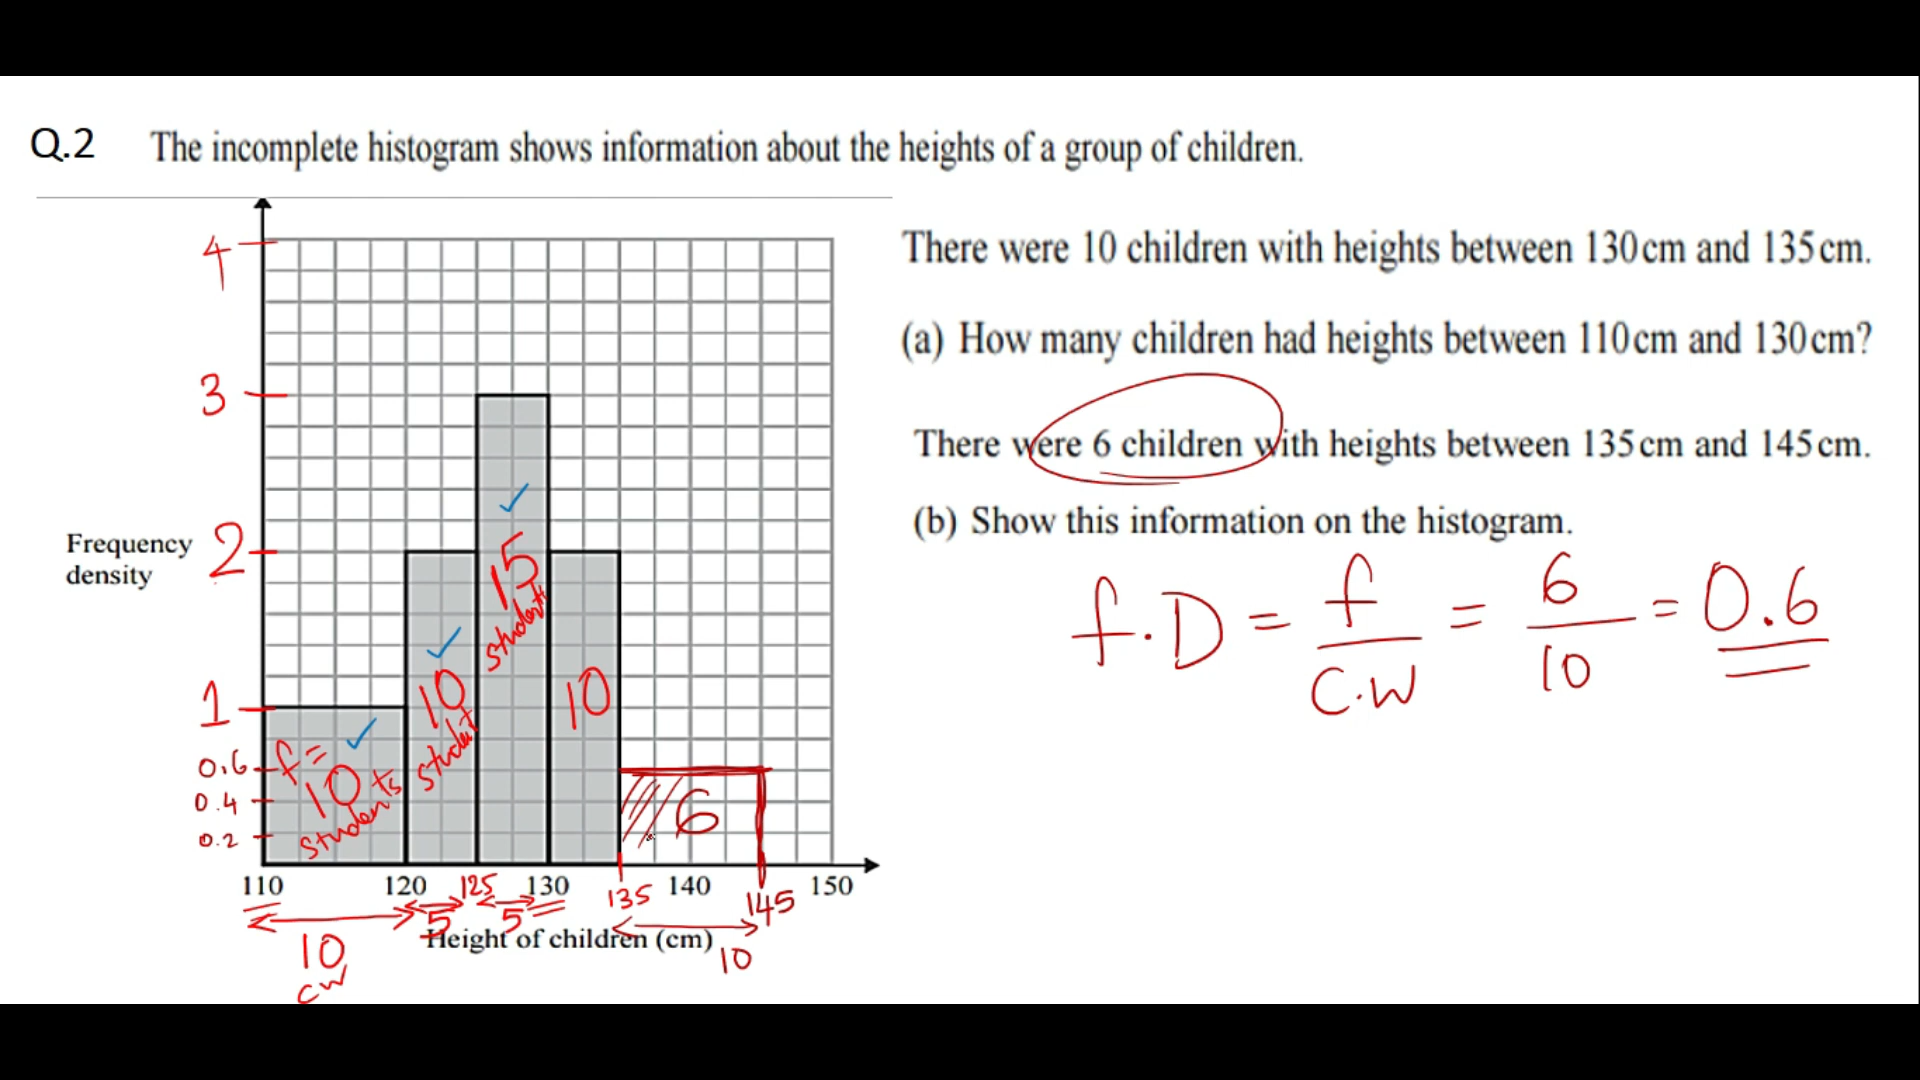 Q.2 The incomplete histogram shows information about the heights of a group of children.
There were 10 children with heights between 130 cm and 135 cm.
(a) How many children had heights between 110 cm and 130 cm?
There were 6 children with heights between 135 cm and 145 cm.
(b) Show this information on the histogram.
f.D = f/C.W = 6/10 = 0.6
4
3
Frequency density
2
1
0.6
0.4
0.2
f = 10 students
10 student
15 students
10
6
110 120 125 130 135 140 145 150
10 cw
5
5
10
Height of children (cm)